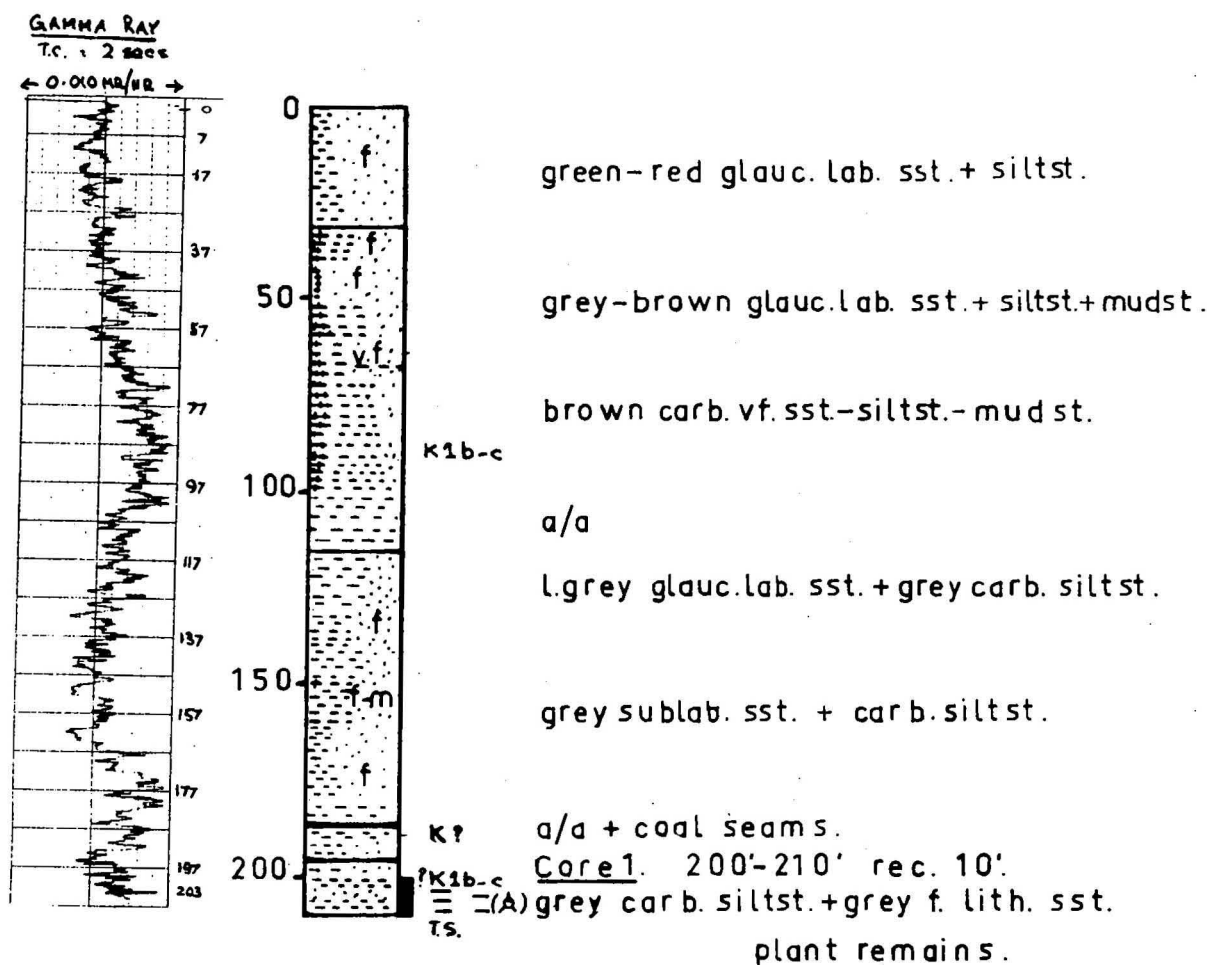 GAMMA RAY
T.C. : 2 secs
← 0.010 MR/HR →
0
7
17
37
57
77
97
117
137
157
177
197
203
0
50
100
150
200
f
f
f
v.f.
f
f-m
f
K1b-c
K?
?K1b-c
(A)
T.S.
green-red glauc. lab. sst. + siltst.
grey-brown glauc. lab. sst. + siltst. + mudst.
brown carb. vf. sst.-siltst.- mudst.
a/a
l.grey glauc. lab. sst. + grey carb. siltst.
grey sublab. sst. + carb. siltst.
a/a + coal seams.
Core 1. 200'-210' rec. 10'.
grey carb. siltst. + grey f. lith. sst.
plant remains.